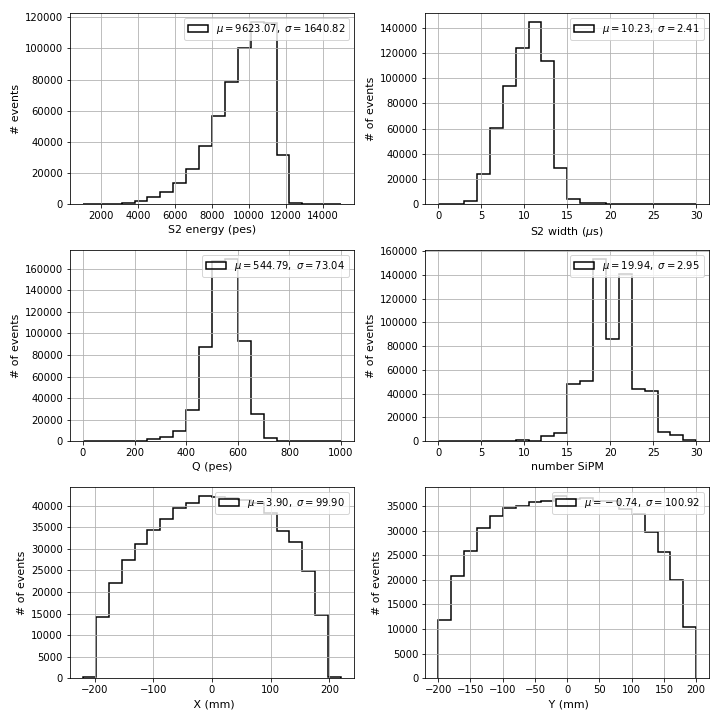 # events
120000
100000
80000
60000
40000
20000
0
μ = 9623.07, σ = 1640.82
2000 4000 6000 8000 10000 12000 14000
S2 energy (pes)
# of events
140000
120000
100000
80000
60000
40000
20000
0
μ = 10.23, σ = 2.41
0 5 10 15 20 25 30
S2 width (μs)
# of events
160000
140000
120000
100000
80000
60000
40000
20000
0
μ = 544.79, σ = 73.04
0 200 400 600 800 1000
Q (pes)
# of events
160000
140000
120000
100000
80000
60000
40000
20000
0
μ = 19.94, σ = 2.95
0 5 10 15 20 25 30
number SiPM
# of events
40000
35000
30000
25000
20000
15000
10000
5000
0
μ = 3.90, σ = 99.90
−200 −100 0 100 200
X (mm)
# of events
35000
30000
25000
20000
15000
10000
5000
0
μ = −0.74, σ = 100.92
−200 −150 −100 −50 0 50 100 150 200
Y (mm)